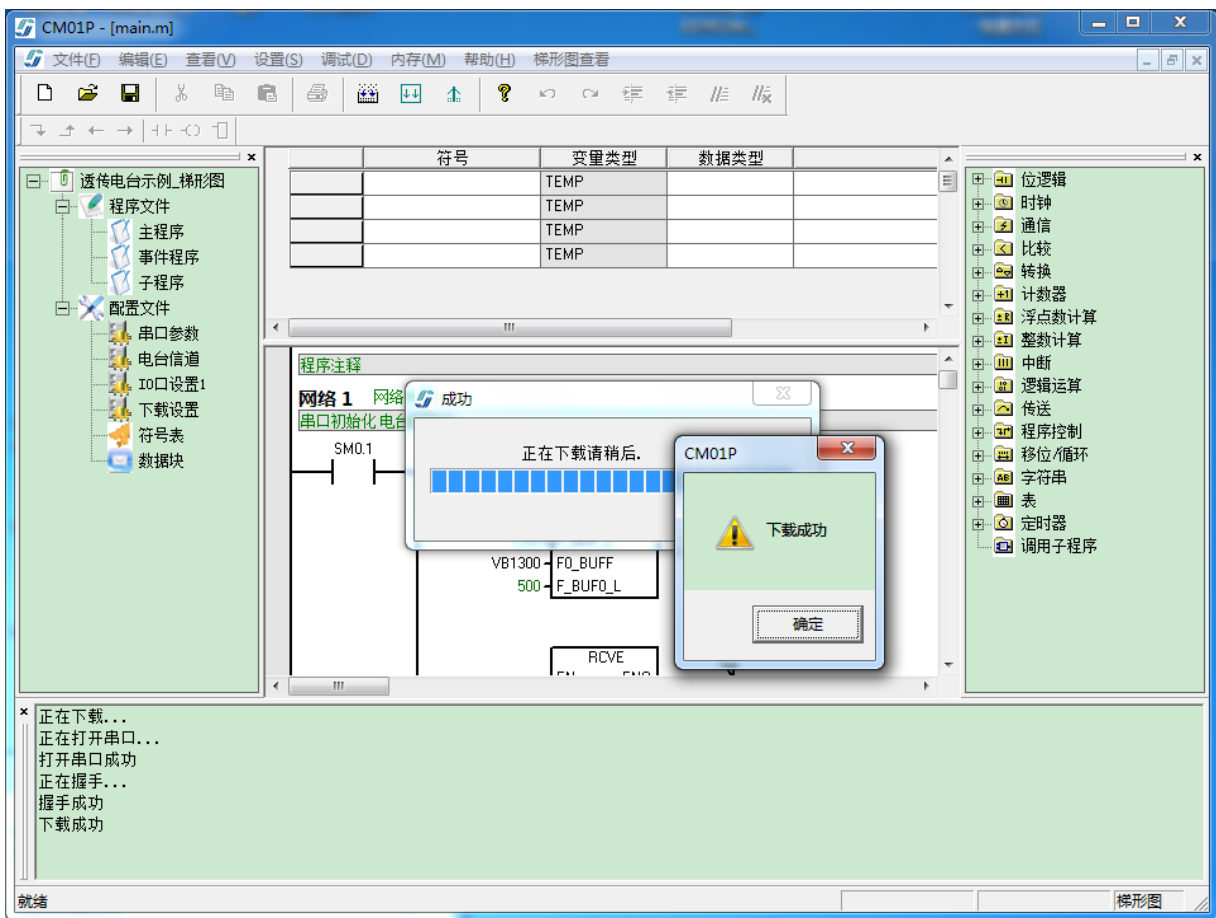 CM01P - [main.m]
文件(F) 编辑(E) 查看(V) 设置(S) 调试(D) 内存(M) 帮助(H) 梯形图查看
符号 变量类型 数据类型
TEMP
TEMP
TEMP
TEMP
透传电台示例_梯形图
程序文件
主程序
事件程序
子程序
配置文件
串口参数
电台信道
IO口设置1
下载设置
符号表
数据块
程序注释
网络 1 网络
串口初始化 电台
SM0.1
VB1300 F0_BUFF
500 F_BUF0_L
RCVE
EN ENO
成功
正在下载请稍后.
CM01P
下载成功
确定
位逻辑
时钟
通信
比较
转换
计数器
浮点数计算
整数计算
中断
逻辑运算
传送
程序控制
移位/循环
字符串
表
定时器
调用子程序
正在下载...
正在打开串口...
打开串口成功
正在握手...
握手成功
下载成功
就绪
梯形图